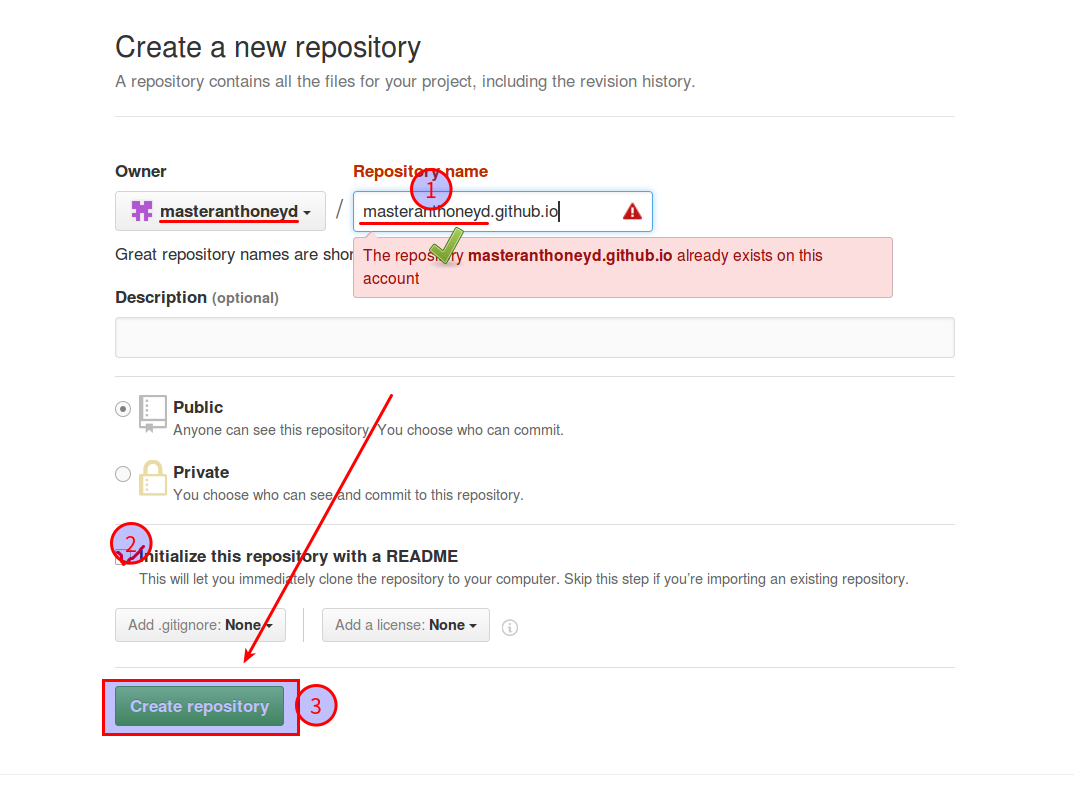 Create a new repository
A repository contains all the files for your project, including the revision history.
Owner
Repository name
1
masteranthoneyd
/
masteranthoneyd.github.io
Great repository names are shor
The repository masteranthoneyd.github.io already exists on this
account
Description (optional)
Public
Anyone can see this repository. You choose who can commit.
Private
You choose who can see and commit to this repository.
2
Initialize this repository with a README
This will let you immediately clone the repository to your computer. Skip this step if you're importing an existing repository.
Add .gitignore: None
Add a license: None
Create repository
3